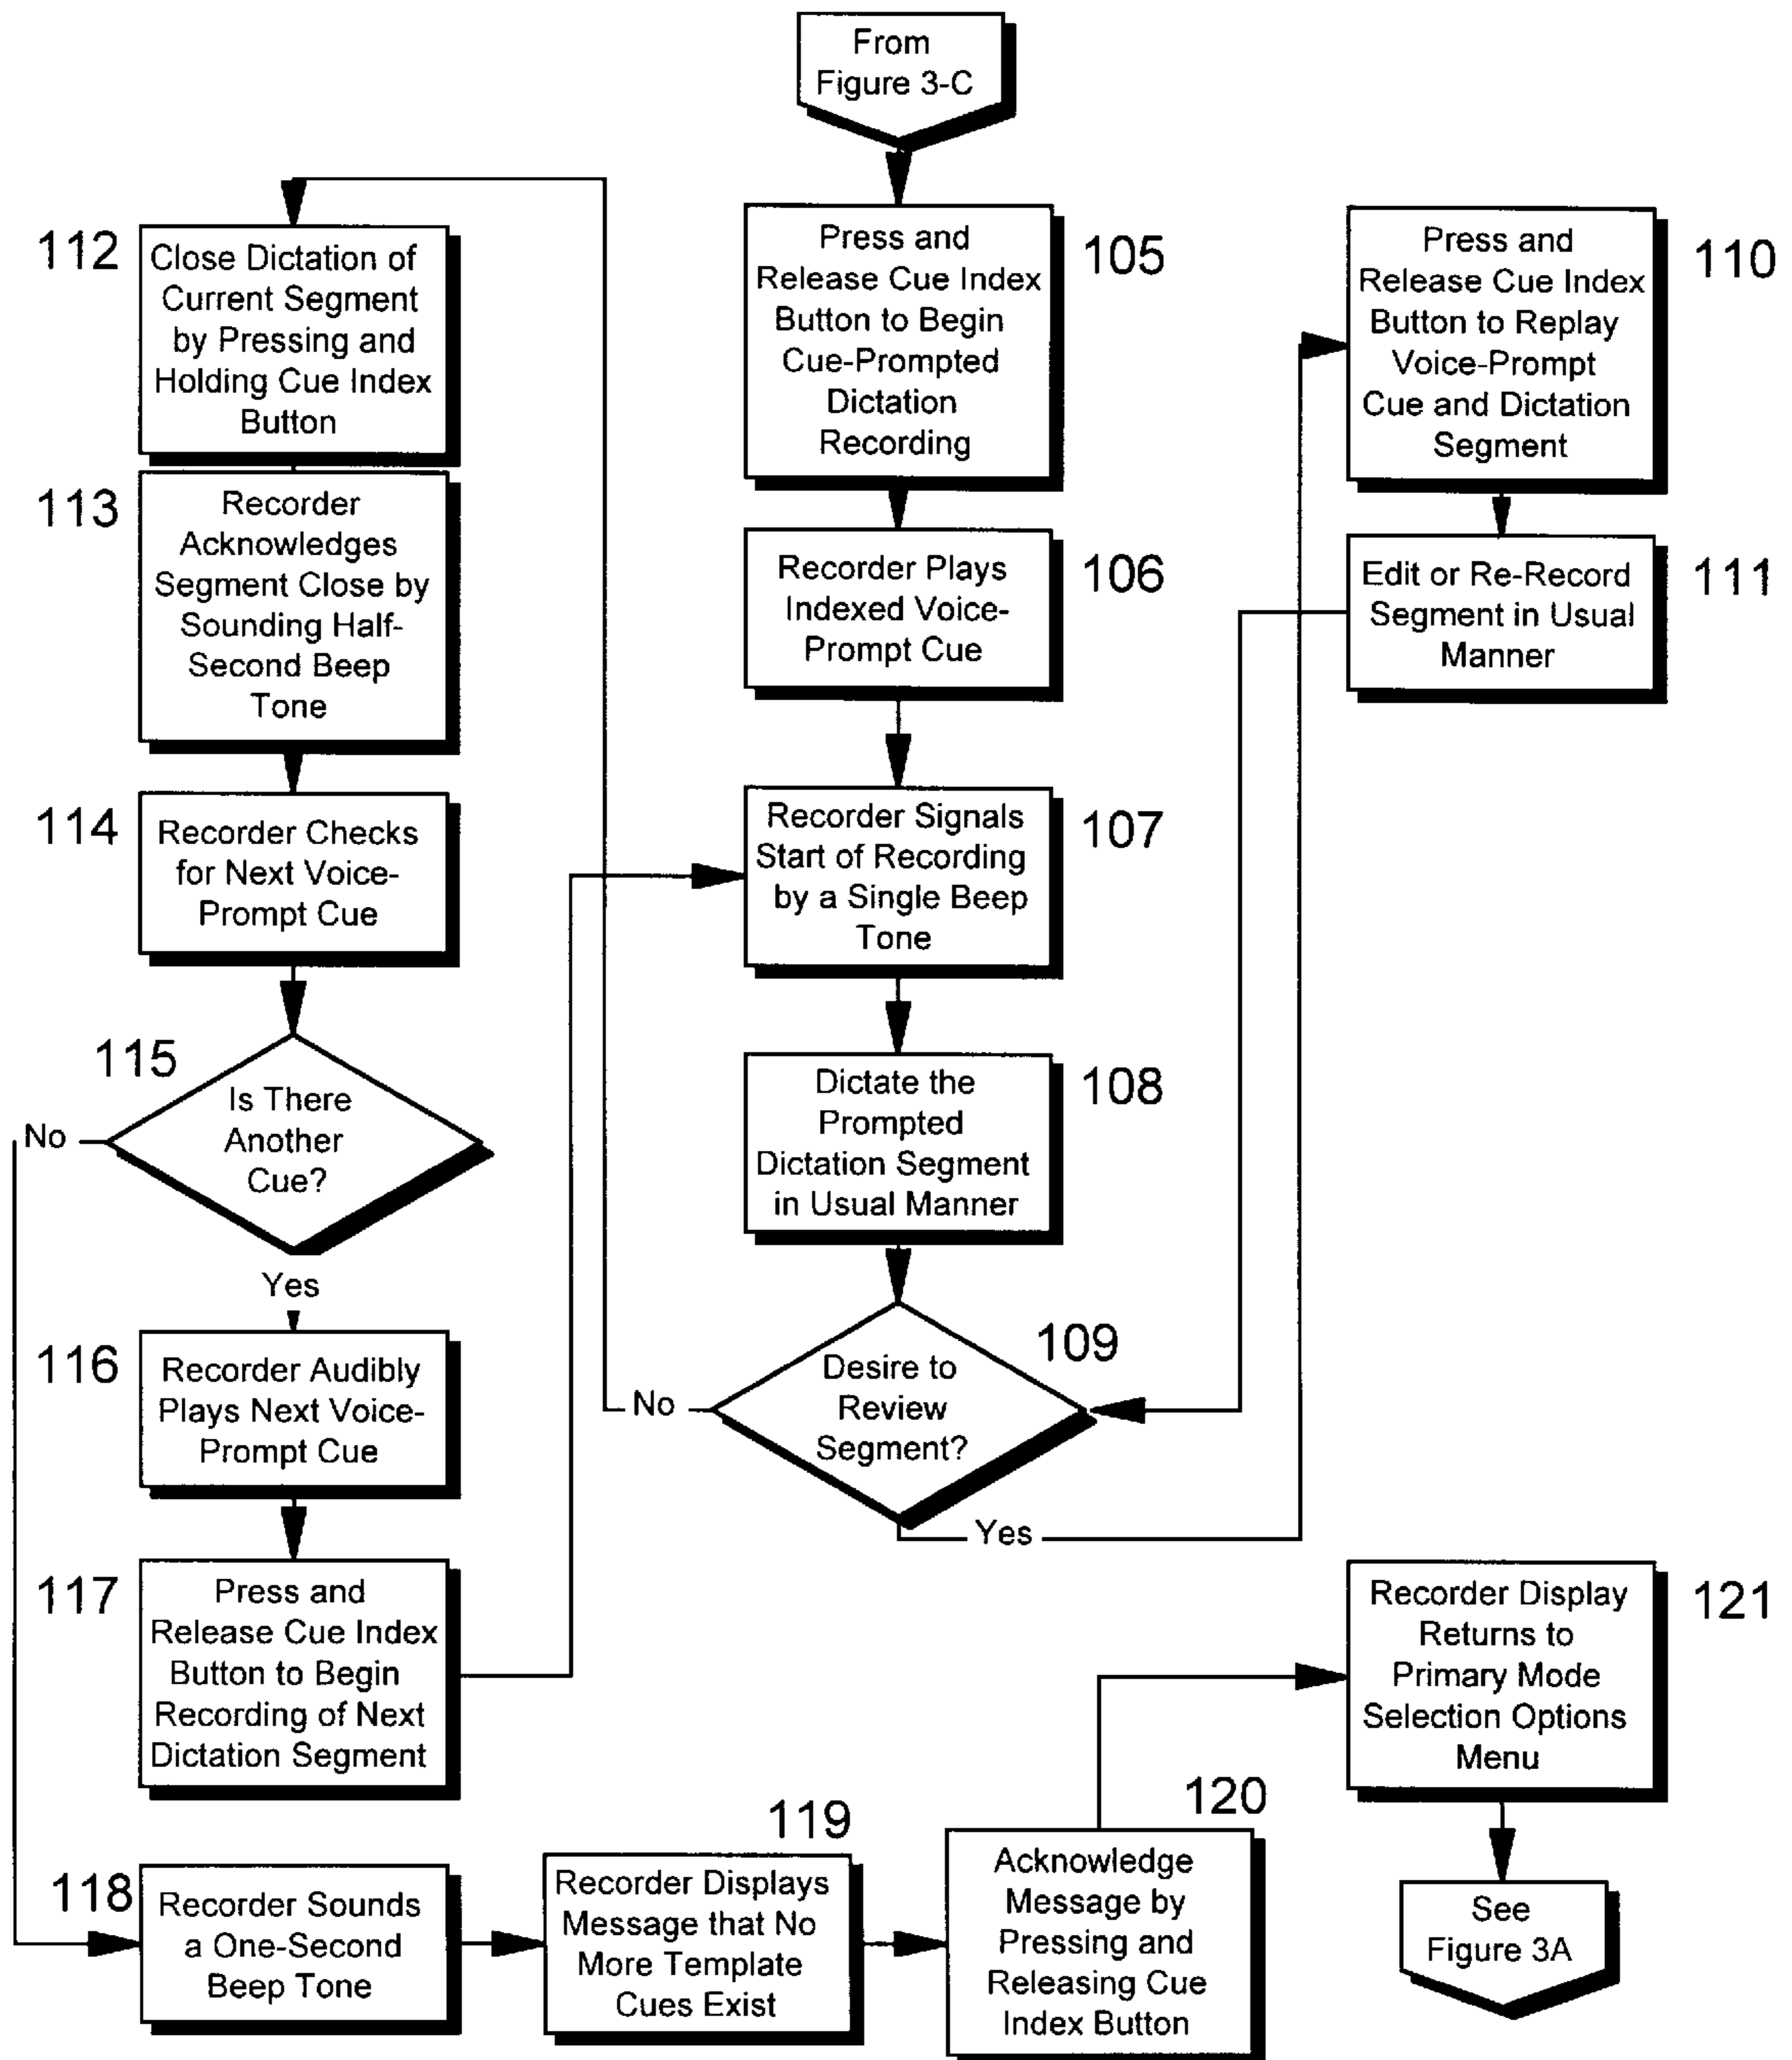 From
Figure 3-C
105
Press and
Release Cue Index
Button to Begin
Cue-Prompted
Dictation
Recording
106
Recorder Plays
Indexed Voice-
Prompt Cue
107
Recorder Signals
Start of Recording
by a Single Beep
Tone
108
Dictate the
Prompted
Dictation Segment
in Usual Manner
109
Desire to
Review
Segment?
No
Yes
110
Press and
Release Cue Index
Button to Replay
Voice-Prompt
Cue and Dictation
Segment
111
Edit or Re-Record
Segment in Usual
Manner
112
Close Dictation of
Current Segment
by Pressing and
Holding Cue Index
Button
113
Recorder
Acknowledges
Segment Close by
Sounding Half-
Second Beep
Tone
114
Recorder Checks
for Next Voice-
Prompt Cue
115
Is There
Another
Cue?
No
Yes
116
Recorder Audibly
Plays Next Voice-
Prompt Cue
117
Press and
Release Cue Index
Button to Begin
Recording of Next
Dictation Segment
118
Recorder Sounds
a One-Second
Beep Tone
119
Recorder Displays
Message that No
More Template
Cues Exist
120
Acknowledge
Message by
Pressing and
Releasing Cue
Index Button
121
Recorder Display
Returns to
Primary Mode
Selection Options
Menu
See
Figure 3A